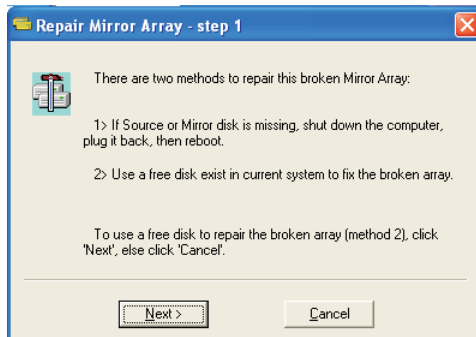 Repair Mirror Array - step 1
There are two methods to repair this broken Mirror Array:
1> If Source or Mirror disk is missing, shut down the computer,
plug it back, then reboot.
2> Use a free disk exist in current system to fix the broken array.
To use a free disk to repair the broken array (method 2), click
'Next', else click 'Cancel'.
Next >
Cancel